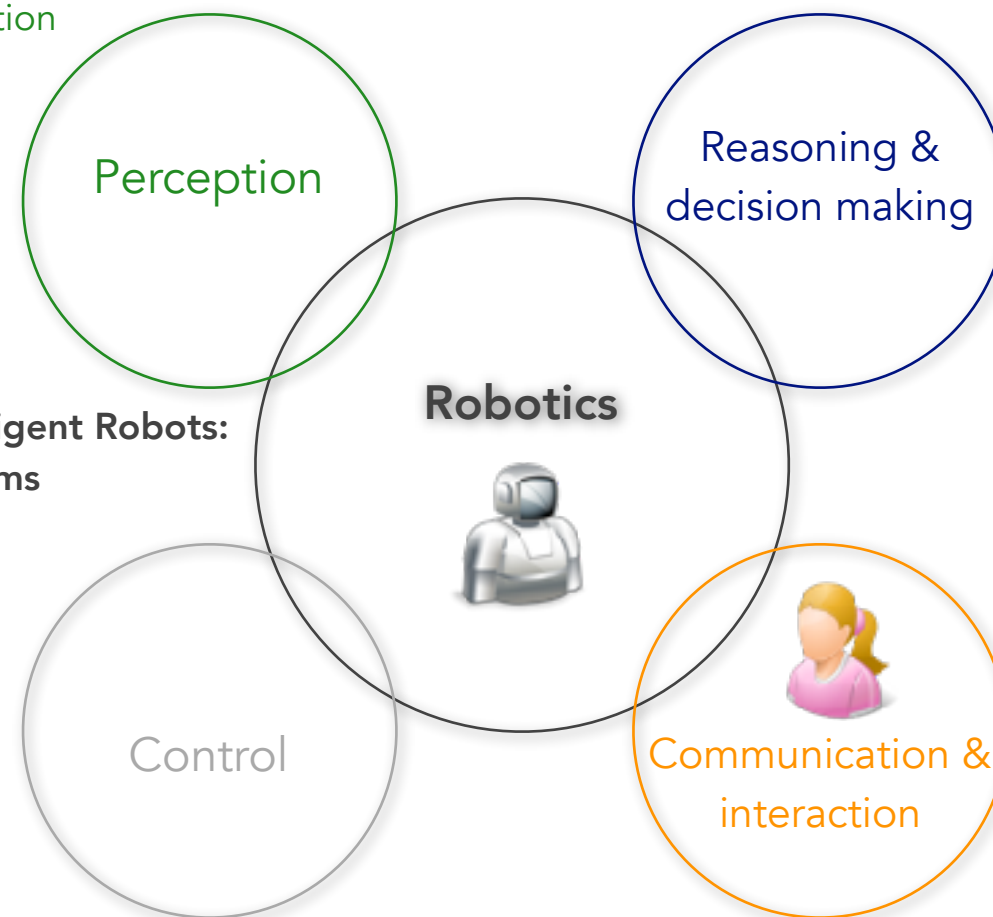 tion
Perception
Reasoning &
decision making
Robotics
igent Robots:
ms
Control
Communication &
interaction